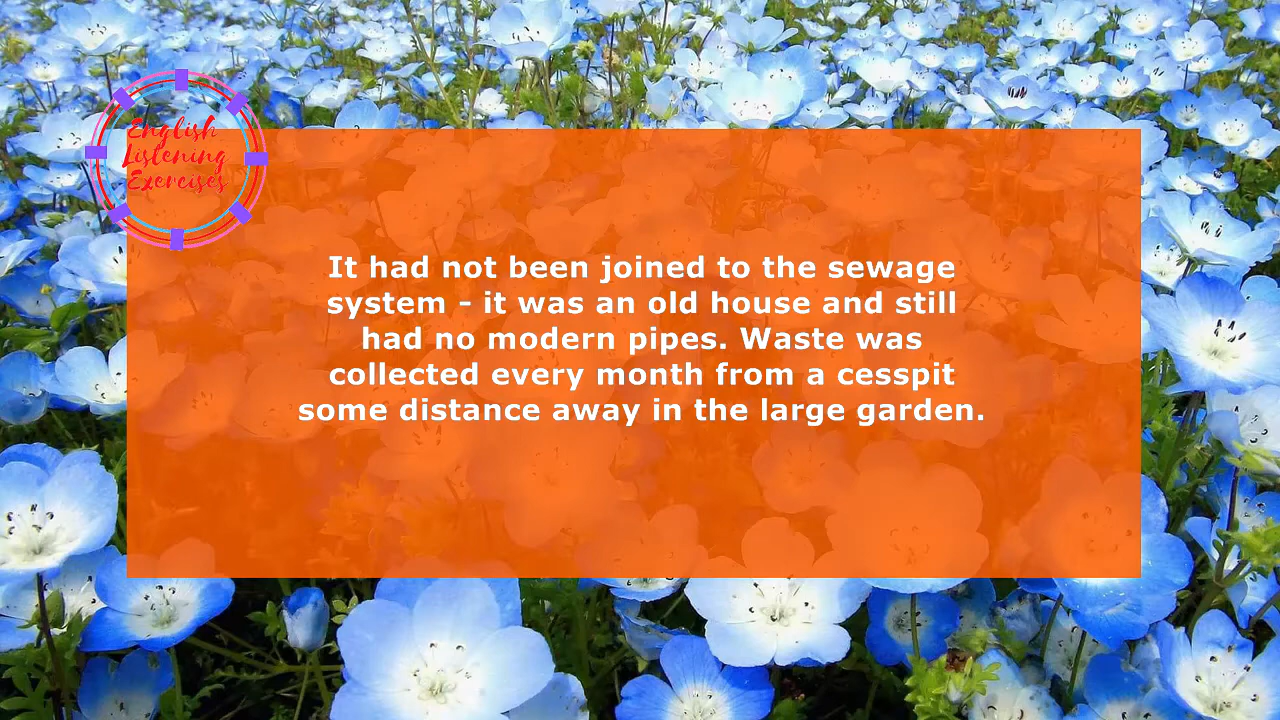 English
Listening
Exercises
It had not been joined to the sewage
system - it was an old house and still
had no modern pipes. Waste was
collected every month from a cesspit
some distance away in the large garden.